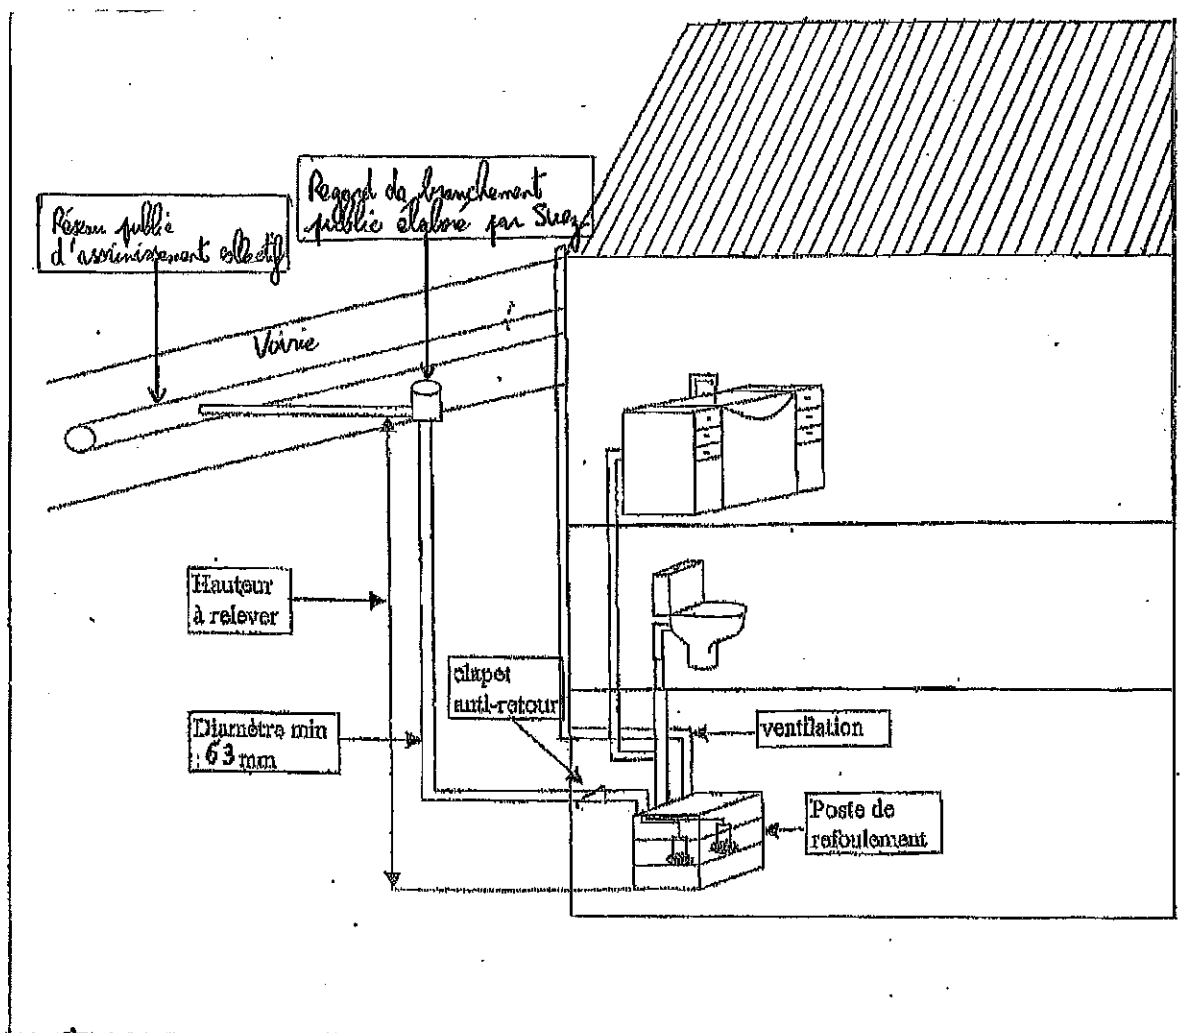 Regard de branchement
public élaboré par Suez
Réseau public
d'assainissement collectif
Voirie
Hauteur
à relever
clapet
anti-retour
Diamètre min
: 63 mm
ventilation
Poste de
refoulement